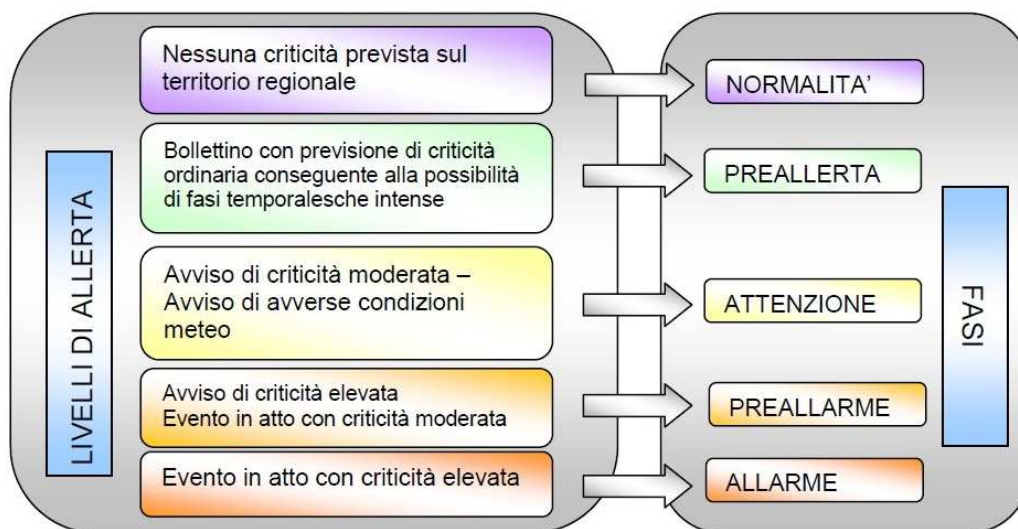 LIVELLI DI ALLERTA
Nessuna criticità prevista sul
territorio regionale
NORMALITA'
Bollettino con previsione di criticità
ordinaria conseguente alla possibilità
di fasi temporalesche intense
PREALLERTA
Avviso di criticità moderata –
Avviso di avverse condizioni
meteo
ATTENZIONE
Avviso di criticità elevata
Evento in atto con criticità moderata
PREALLARME
Evento in atto con criticità elevata
ALLARME
FASI